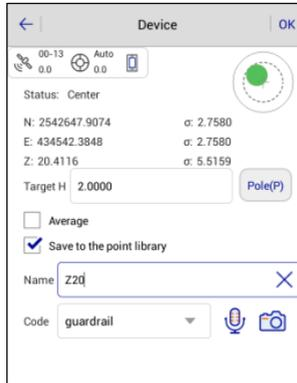 Device OK
00-13 Auto
0.0 0.0
Status: Center
N: 2542647.9074 σ: 2.7580
E: 434542.3848 σ: 2.7580
Z: 20.4116 σ: 5.5159
Target H 2.0000 Pole(P)
Average
Save to the point library
Name Z20
Code guardrail